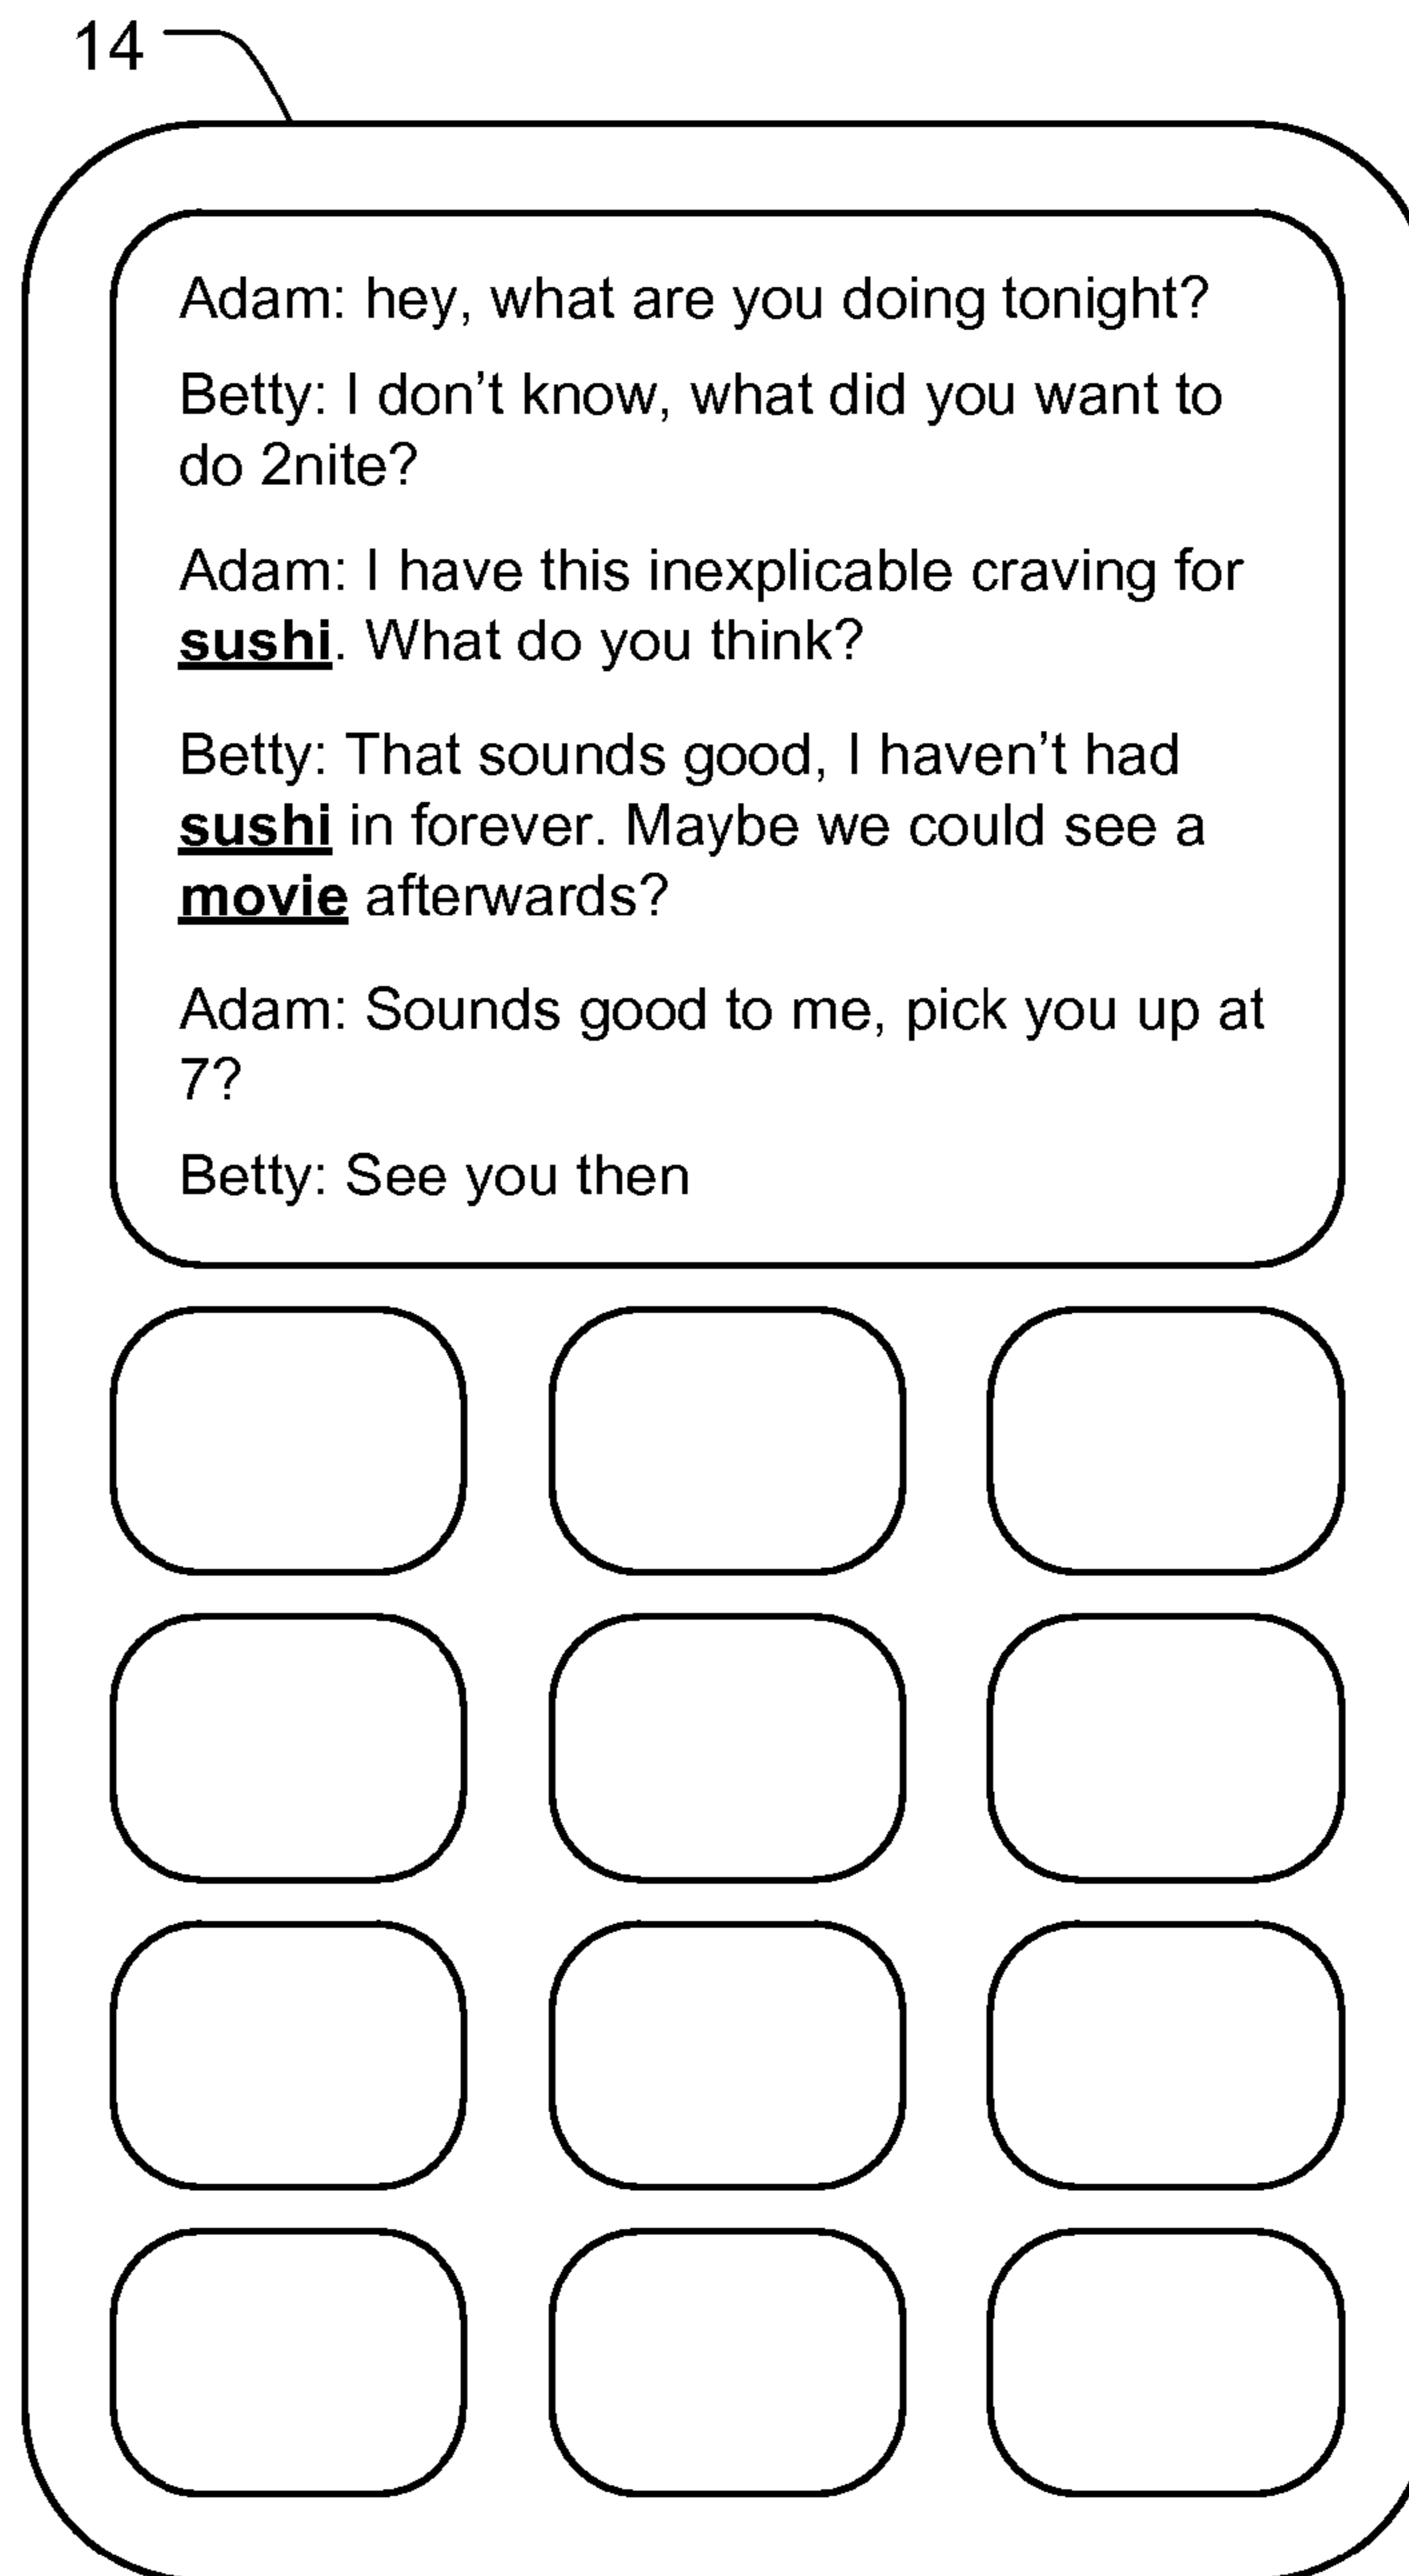 14
Adam: hey, what are you doing tonight?
Betty: I don’t know, what did you want to
do 2nite?
Adam: I have this inexplicable craving for
sushi. What do you think?
Betty: That sounds good, I haven’t had
sushi in forever. Maybe we could see a
movie afterwards?
Adam: Sounds good to me, pick you up at
7?
Betty: See you then